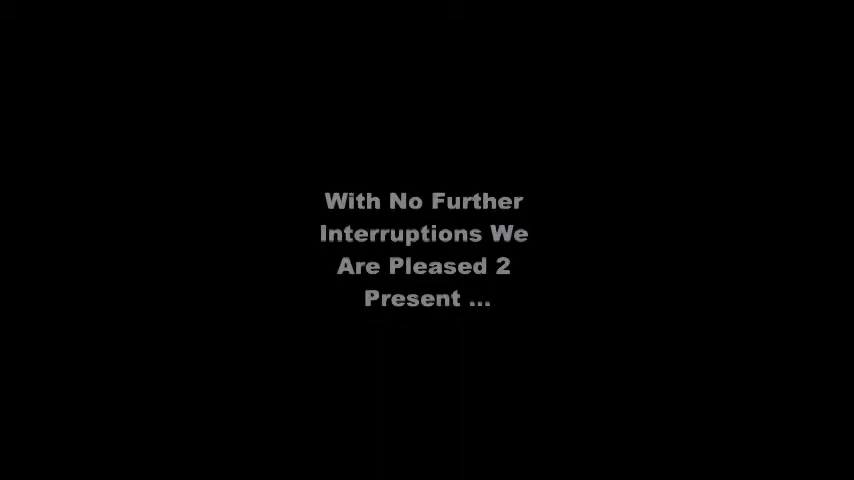 With No Further
Interruptions We
Are Pleased 2
Present ...